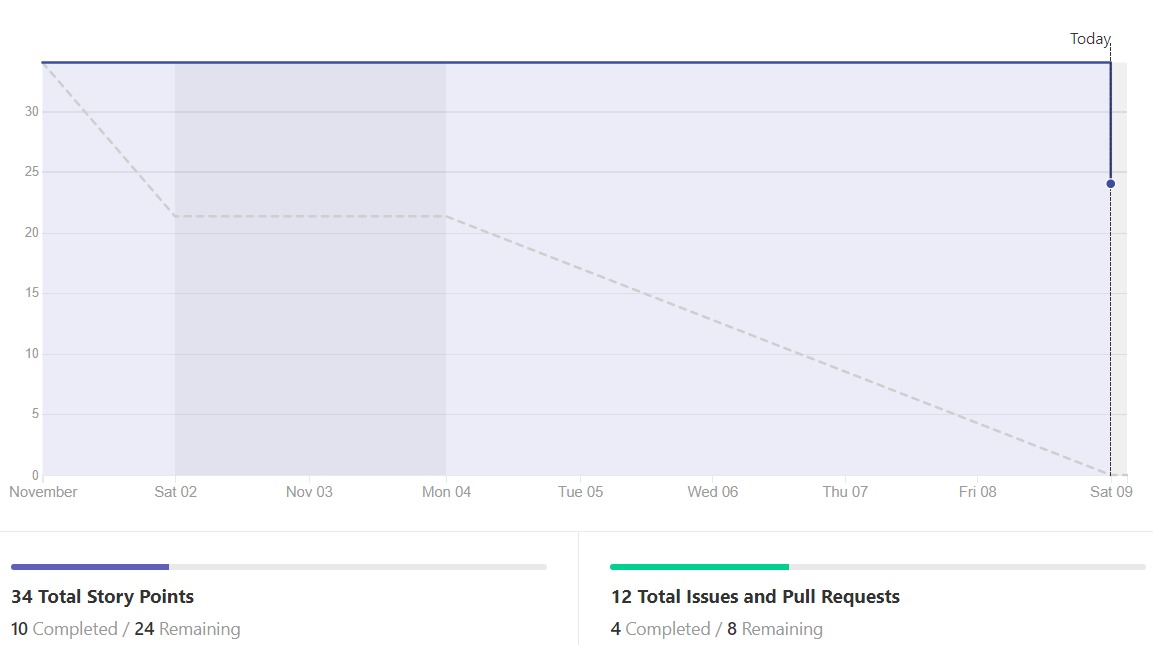 Today
30
25
20
15
10
5
0
November Sat 02 Nov 03 Mon 04 Tue 05 Wed 06 Thu 07 Fri 08 Sat 09
34 Total Story Points
10 Completed / 24 Remaining
12 Total Issues and Pull Requests
4 Completed / 8 Remaining